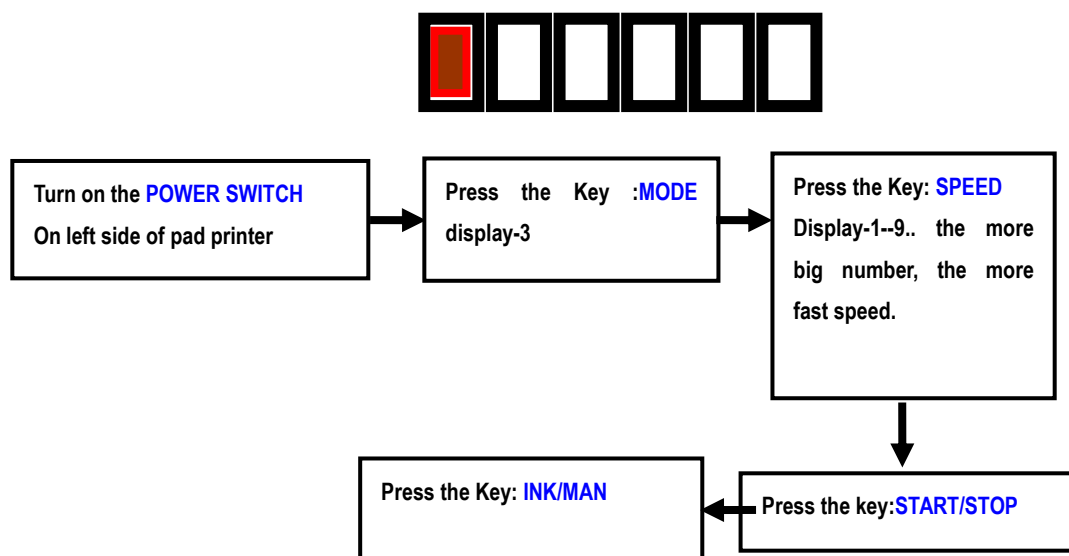 Turn on the POWER SWITCH
On left side of pad printer
Press the Key :MODE
display-3
Press the Key: SPEED
Display-1--9.. the more
big number, the more
fast speed.
Press the key:START/STOP
Press the Key: INK/MAN